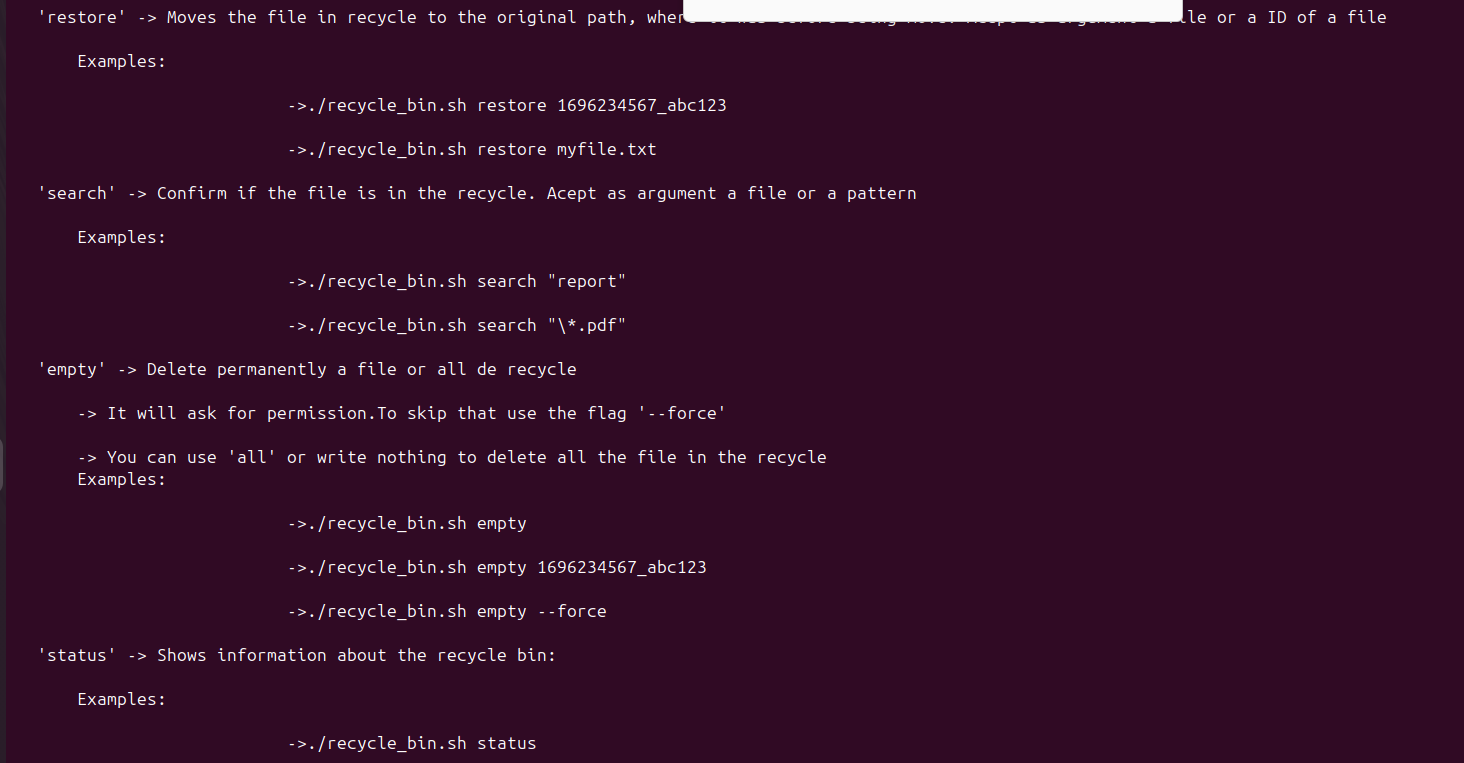 'restore' -> Moves the file in recycle to the original path, where or a ID of a file
Examples:
->./recycle_bin.sh restore 1696234567_abc123
->./recycle_bin.sh restore myfile.txt
'search' -> Confirm if the file is in the recycle. Acept as argument a file or a pattern
Examples:
->./recycle_bin.sh search "report"
->./recycle_bin.sh search "\*.pdf"
'empty' -> Delete permanently a file or all de recycle
-> It will ask for permission.To skip that use the flag '--force'
-> You can use 'all' or write nothing to delete all the file in the recycle
Examples:
->./recycle_bin.sh empty
->./recycle_bin.sh empty 1696234567_abc123
->./recycle_bin.sh empty --force
'status' -> Shows information about the recycle bin:
Examples:
->./recycle_bin.sh status